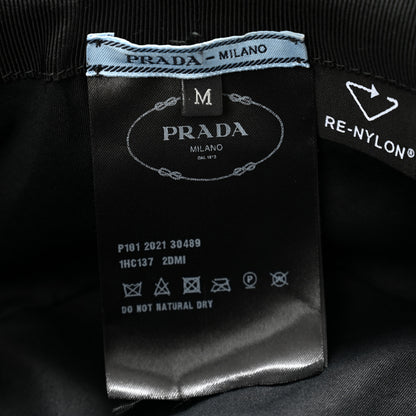 PRADA - MILANO
M
PRADA
MILANO
DAL 1913
RE-NYLON®
P101 2021 30489
1HC137 2DMI
DO NOT NATURAL DRY